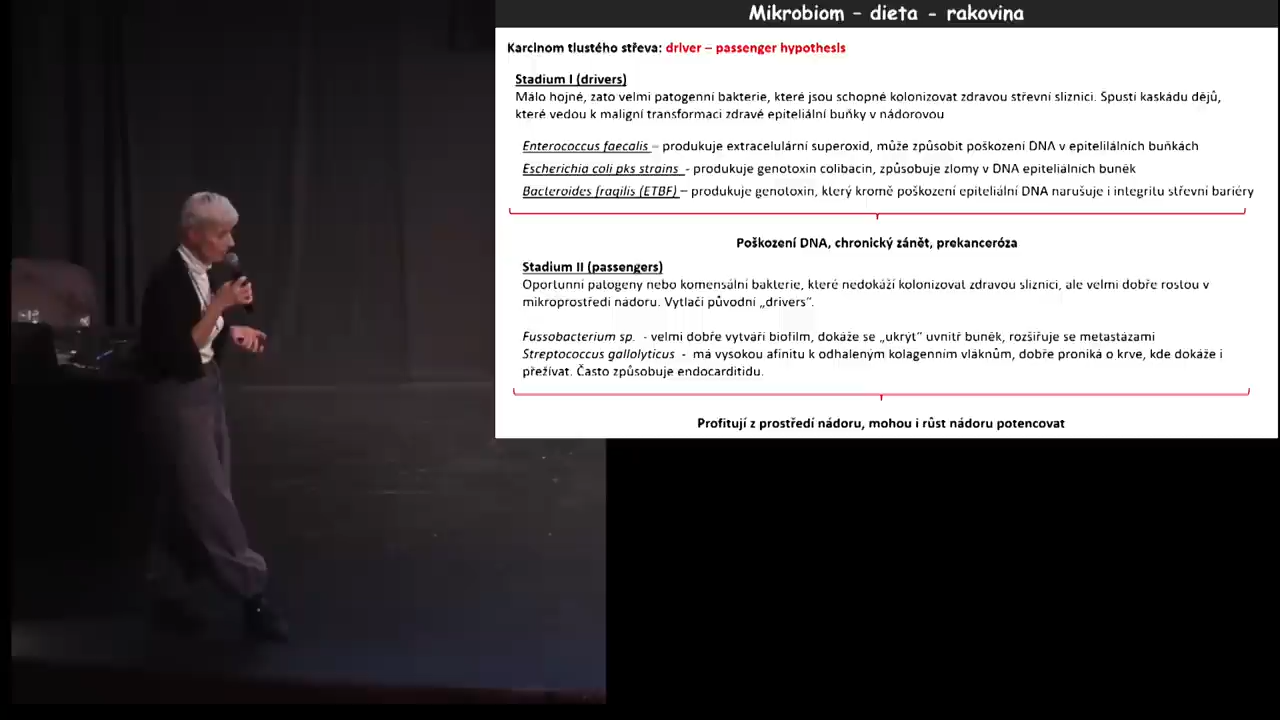 Mikrobiom – dieta - rakovina
Karcinom tlustého střeva: driver – passenger hypothesis
Stadium I (drivers)
Málo hojné, zato velmi patogenní bakterie, které jsou schopné kolonizovat zdravou střevní sliznici. Spustí kaskádu dějů,
které vedou k maligní transformaci zdravé epiteliální buňky v nádorovou
Enterococcus faecalis – produkuje extracelulární superoxid, může způsobit poškození DNA v epitelilálních buňkách
Escherichia coli pks strains - produkuje genotoxin colibacin, způsobuje zlomy v DNA epiteliálních buněk
Bacteroides fragilis (ETBF) – produkuje genotoxin, který kromě poškození epiteliální DNA narušuje i integritu střevní bariéry
Poškození DNA, chronický zánět, prekanceróza
Stadium II (passengers)
Oportunní patogeny nebo komensální bakterie, které nedokáží kolonizovat zdravou sliznici, ale velmi dobře rostou v
mikroprostředí nádoru. Vytlačí původní „drivers“.
Fussobacterium sp. - velmi dobře vytváří biofilm, dokáže se „ukrýt“ uvnitř buněk, rozšiřuje se metastázami
Streptococcus gallolyticus - má vysokou afinitu k odhaleným kolagenním vláknům, dobře proniká o krve, kde dokáže i
přežívat. Často způsobuje endocarditidu.
Profitují z prostředí nádoru, mohou i růst nádoru potencovat